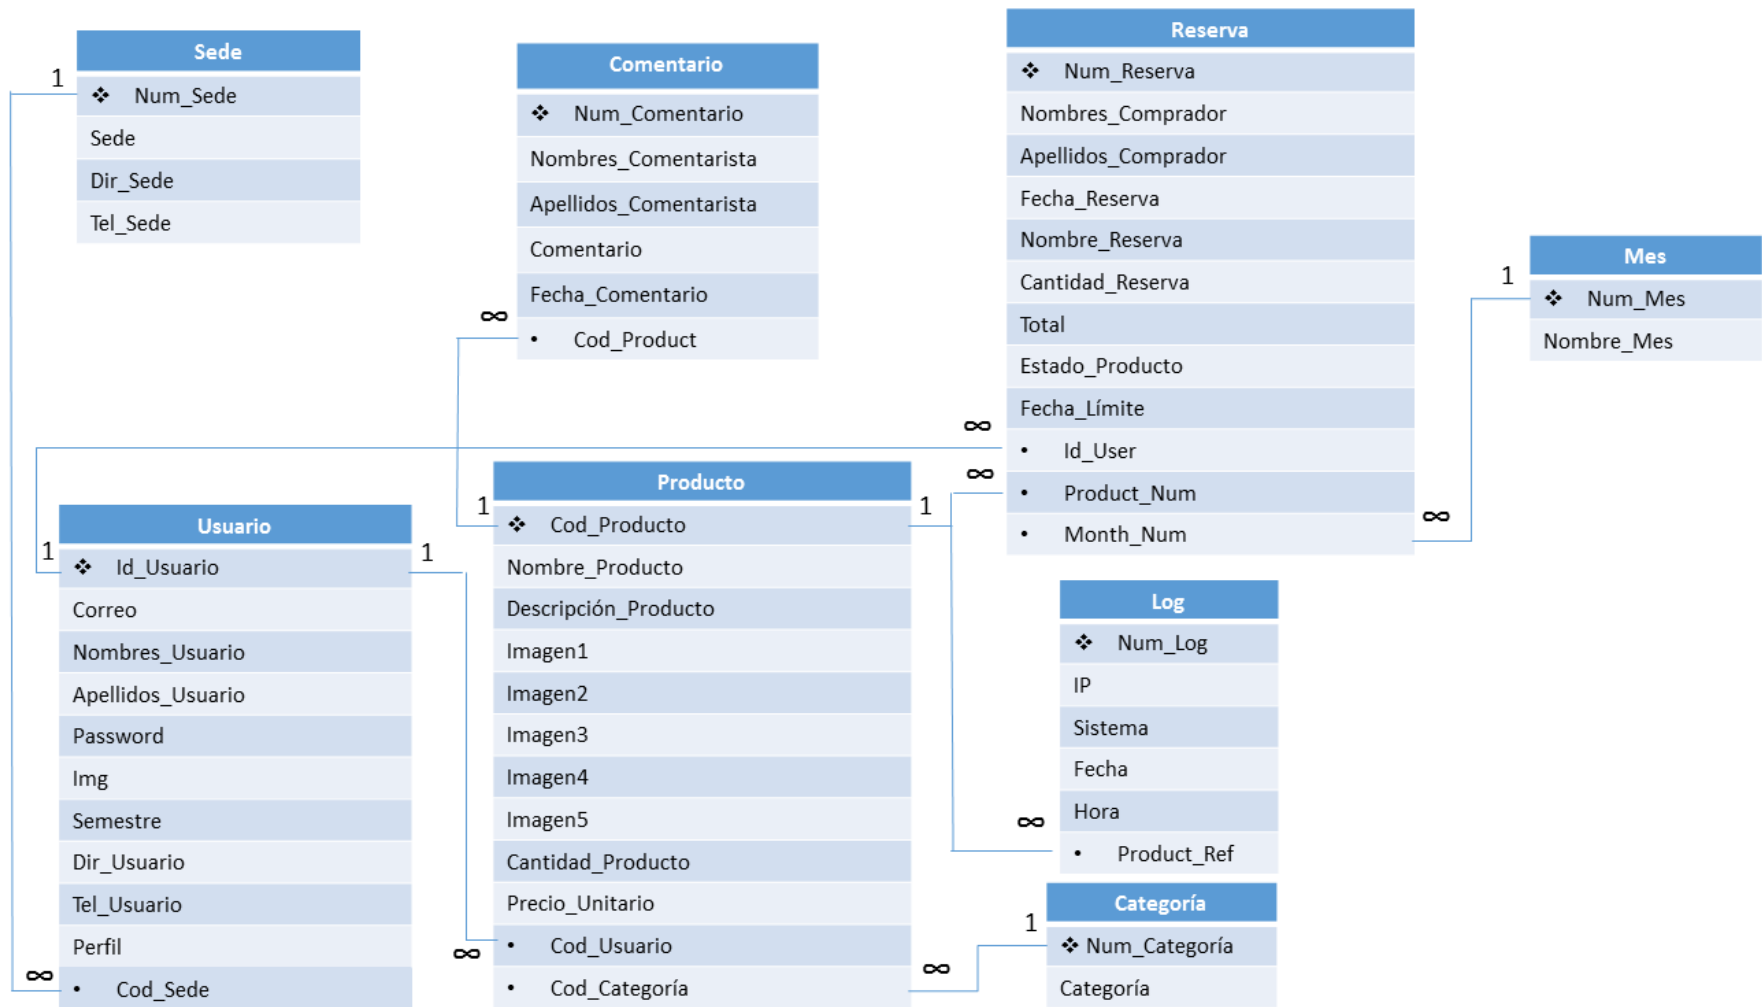 Sede
1
❖ Num_Sede
Sede
Dir_Sede
Tel_Sede
Comentario
❖ Num_Comentario
Nombres_Comentarista
Apellidos_Comentarista
Comentario
Fecha_Comentario
∞
• Cod_Product
Reserva
❖ Num_Reserva
Nombres_Comprador
Apellidos_Comprador
Fecha_Reserva
Nombre_Reserva
Cantidad_Reserva
Total
Estado_Producto
Fecha_Límite
∞
• Id_User
∞
• Product_Num
• Month_Num
∞
Mes
1
❖ Num_Mes
Nombre_Mes
Usuario
1
❖ Id_Usuario
1
Correo
Nombres_Usuario
Apellidos_Usuario
Password
Img
Semestre
Dir_Usuario
Tel_Usuario
Perfil
∞
• Cod_Sede
Producto
1
❖ Cod_Producto
1
Nombre_Producto
Descripción_Producto
Imagen1
Imagen2
Imagen3
Imagen4
Imagen5
Cantidad_Producto
Precio_Unitario
∞
• Cod_Usuario
• Cod_Categoría
∞
Log
❖ Num_Log
IP
Sistema
Fecha
Hora
∞
• Product_Ref
Categoría
1
❖ Num_Categoría
Categoría